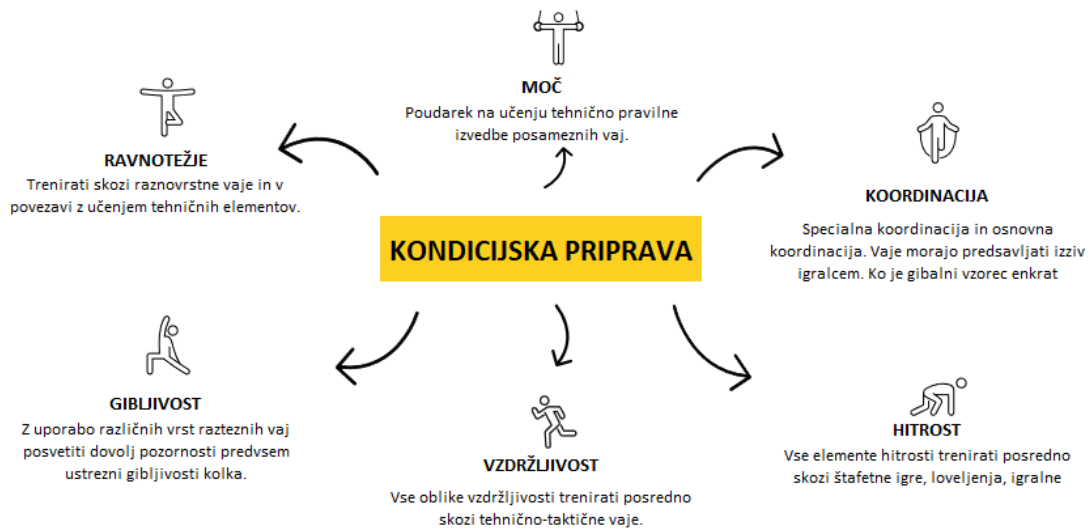 MOČ
Poudarek na učenju tehnično pravilne
izvedbe posameznih vaj.
RAVNOTEŽJE
Trenirati skozi raznovrstne vaje in v
povezavi z učenjem tehničnih elementov.
KOORDINACIJA
Specialna koordinacija in osnovna
koordinacija. Vaje morajo predsavljati izziv
igralcem. Ko je gibalni vzorec enkrat
KONDICIJSKA PRIPRAVA
GIBLJIVOST
Z uporabo različnih vrst razteznih vaj
posvetiti dovolj pozornosti predvsem
ustrezni gibljivosti kolka.
VZDRŽLJIVOST
Vse oblike vzdržljivosti trenirati posredno
skozi tehnično-taktične vaje.
HITROST
Vse elemente hitrosti trenirati posredno
skozi štafetne igre, loveljenja, igralne